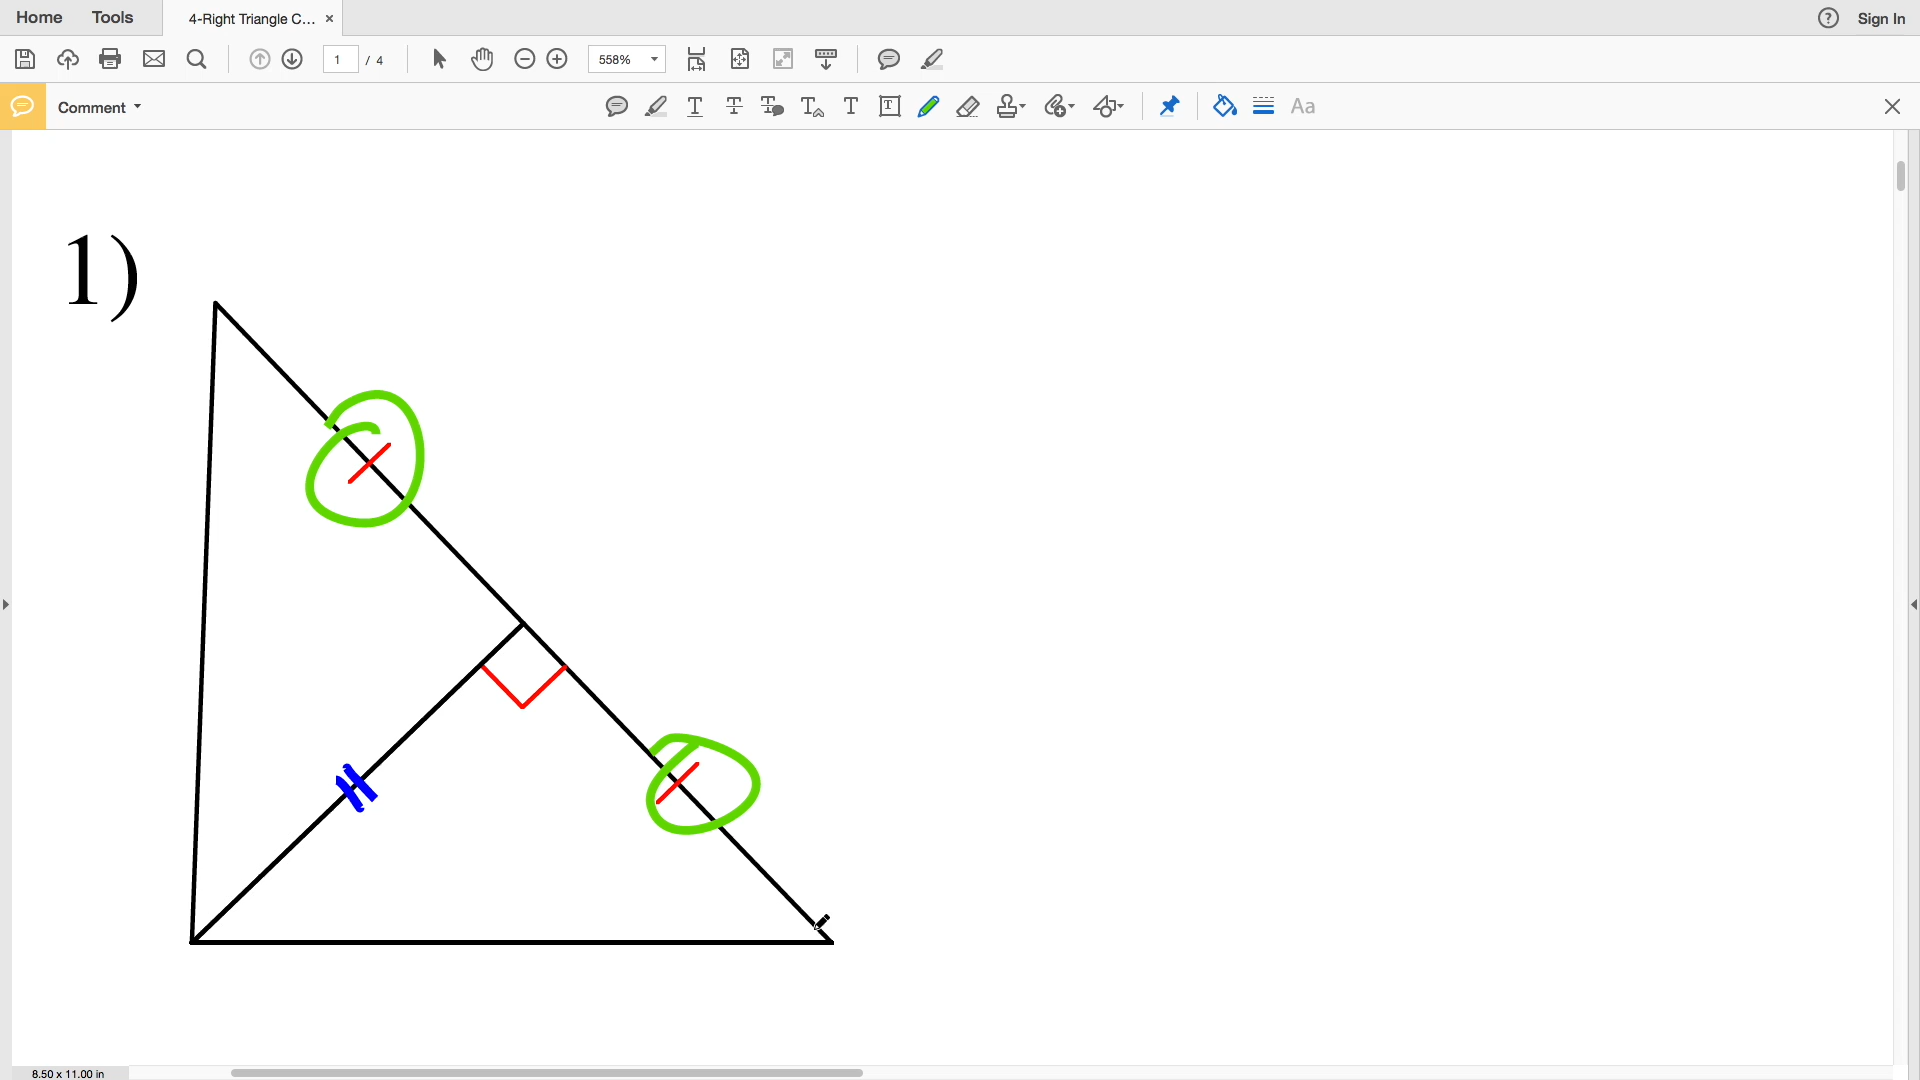 Home Tools 4-Right Triangle C... × ? Sign In
1 / 4 558%
Comment T T T T T T Aa
1)
8.50 x 11.00 in